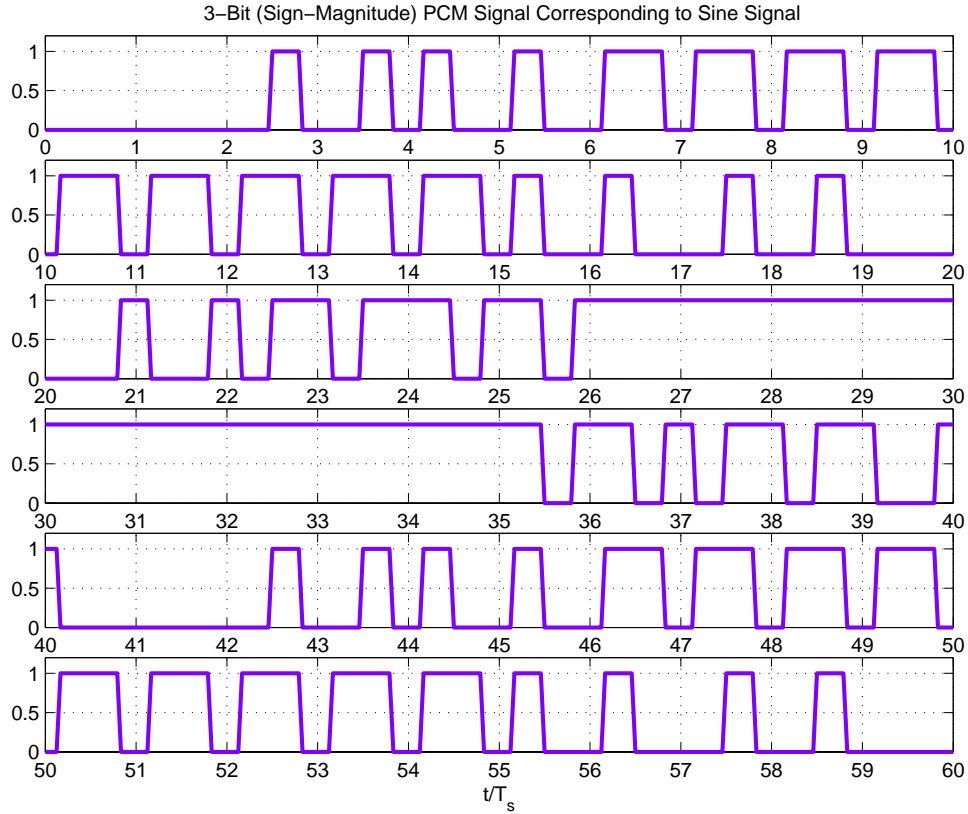 3−Bit (Sign−Magnitude) PCM Signal Corresponding to Sine Signal
1
0.5
0
0 1 2 3 4 5 6 7 8 9 10
1
0.5
0
10 11 12 13 14 15 16 17 18 19 20
1
0.5
0
20 21 22 23 24 25 26 27 28 29 30
1
0.5
0
30 31 32 33 34 35 36 37 38 39 40
1
0.5
0
40 41 42 43 44 45 46 47 48 49 50
1
0.5
0
50 51 52 53 54 55 56 57 58 59 60
t/T_s